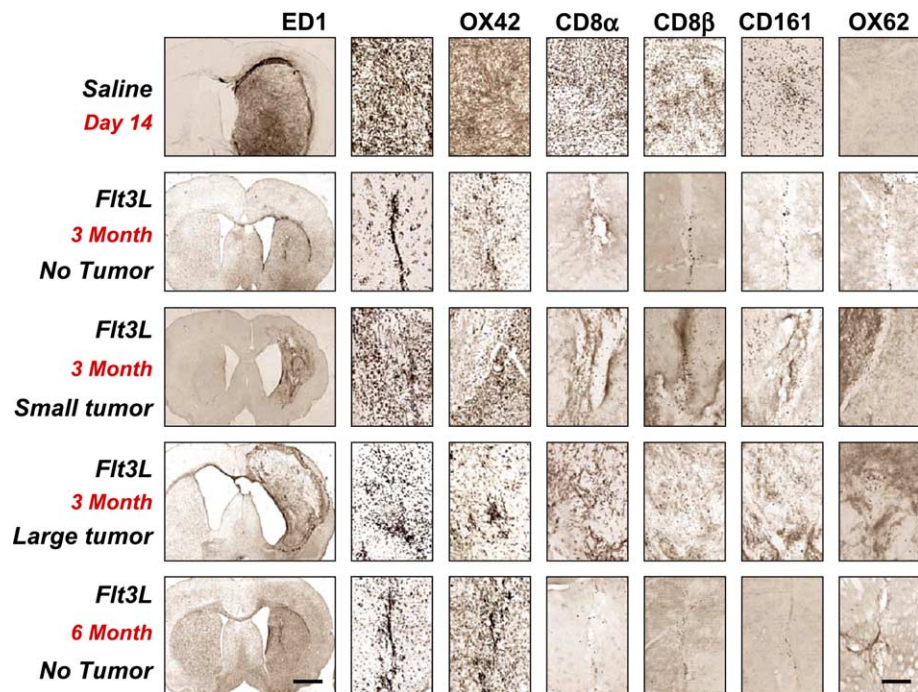 ED1 OX42 CD8α CD8β CD161 OX62
Saline
Day 14
Flt3L
3 Month
No Tumor
Flt3L
3 Month
Small tumor
Flt3L
3 Month
Large tumor
Flt3L
6 Month
No Tumor